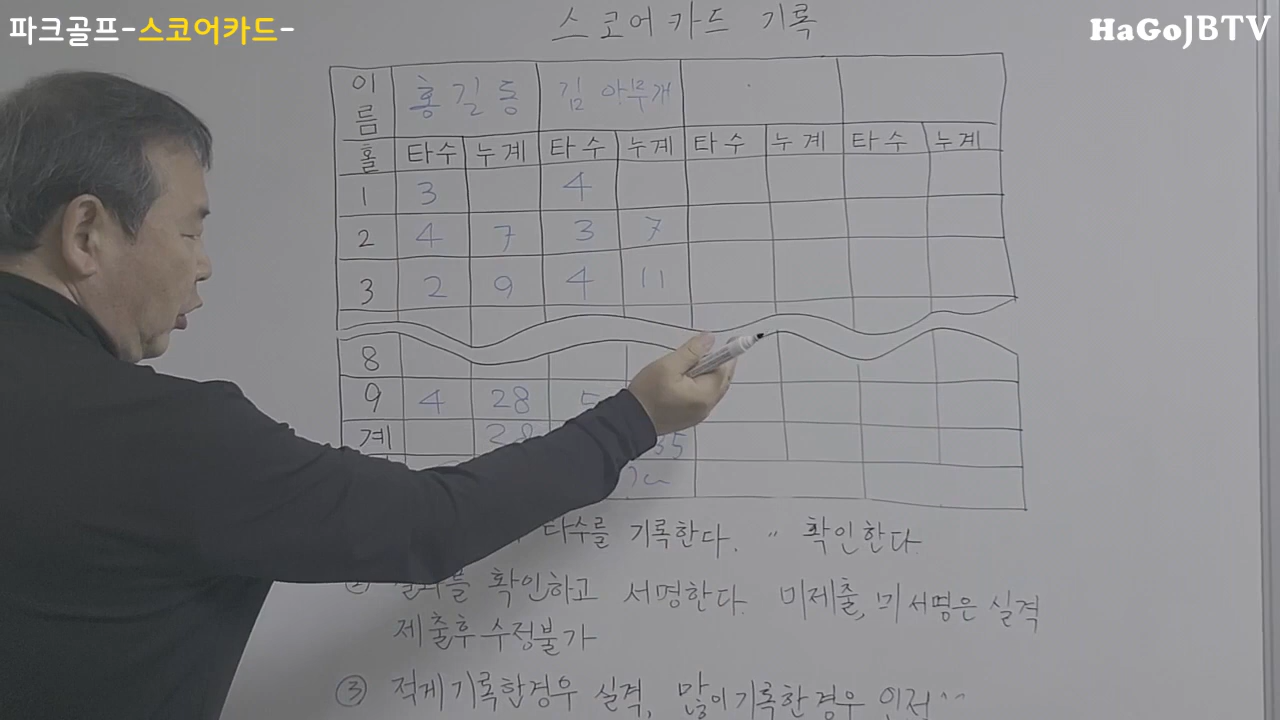 파크골프-스코어카드-
HaGoJBTV
스코어카드 기록
이름 홍길동 김아무개
홀 타수 누계 타수 누계 타수 누계 타수 누계
1 3 4
2 4 7 3 7
3 2 9 4 11
8
9 4 28 5
계 28 35
타수를 기록한다. 〃 확인한다.
② 확인하고 서명한다. 미제출, 미서명은 실격
제출후 수정불가
③ 적게기록한경우 실격, 많이기록한경우 인정〃